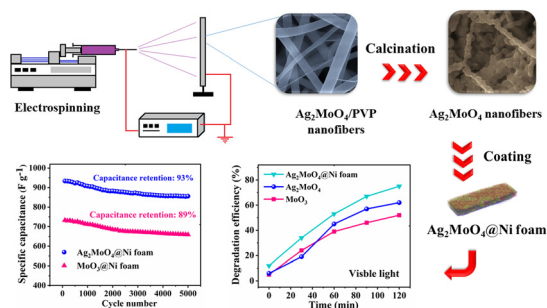 Electrospinning
Ag₂MoO₄/PVP
nanofibers
Calcination
Ag₂MoO₄ nanofibers
Coating
Ag₂MoO₄@Ni foam
Specific capacitance (F g⁻¹)
1000
900
800
700
600
500
Capacitance retention: 93%
Capacitance retention: 89%
Ag₂MoO₄@Ni foam
MoO₃@Ni foam
0 1000 2000 3000 4000 5000
Cycle number
Degradation efficiency (%)
80
60
40
20
0
Ag₂MoO₄@Ni foam
Ag₂MoO₄
MoO₃
Visble light
0 30 60 90 120
Time (min)